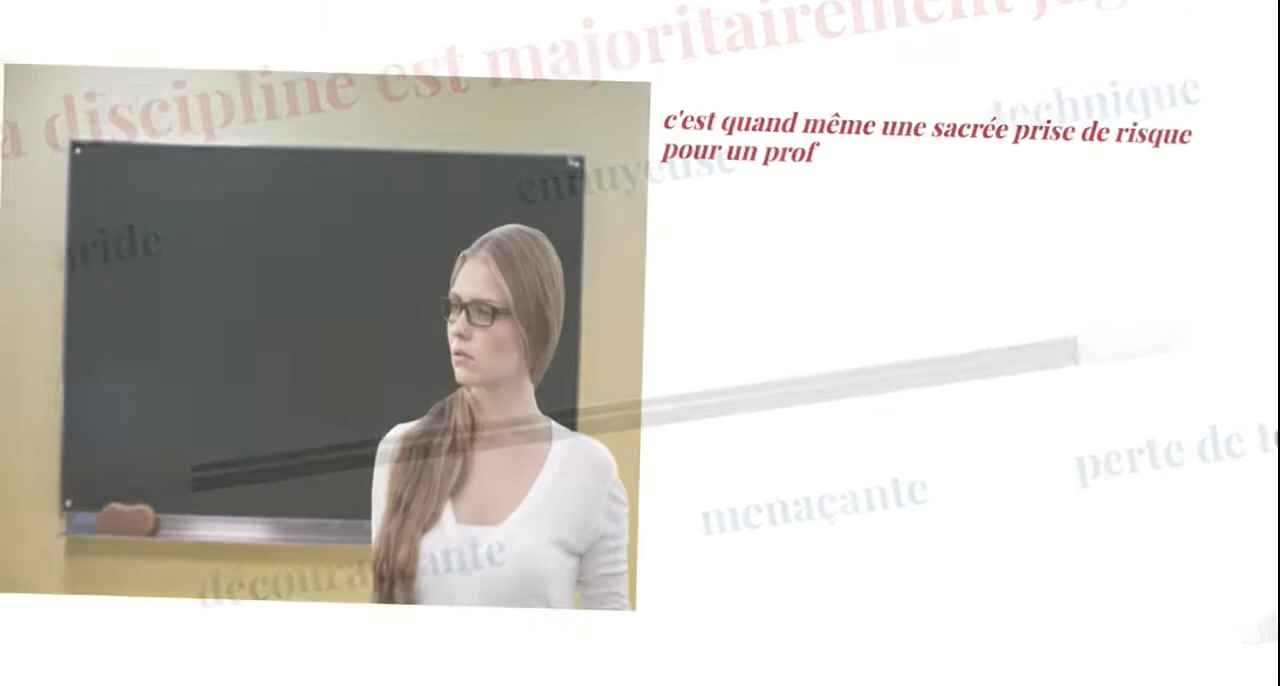 a discipline est majoritairement jug
technique
c'est quand même une sacrée prise de risque
pour un prof
ennuyeuse
aride
perte de t
menaçante
décourageante